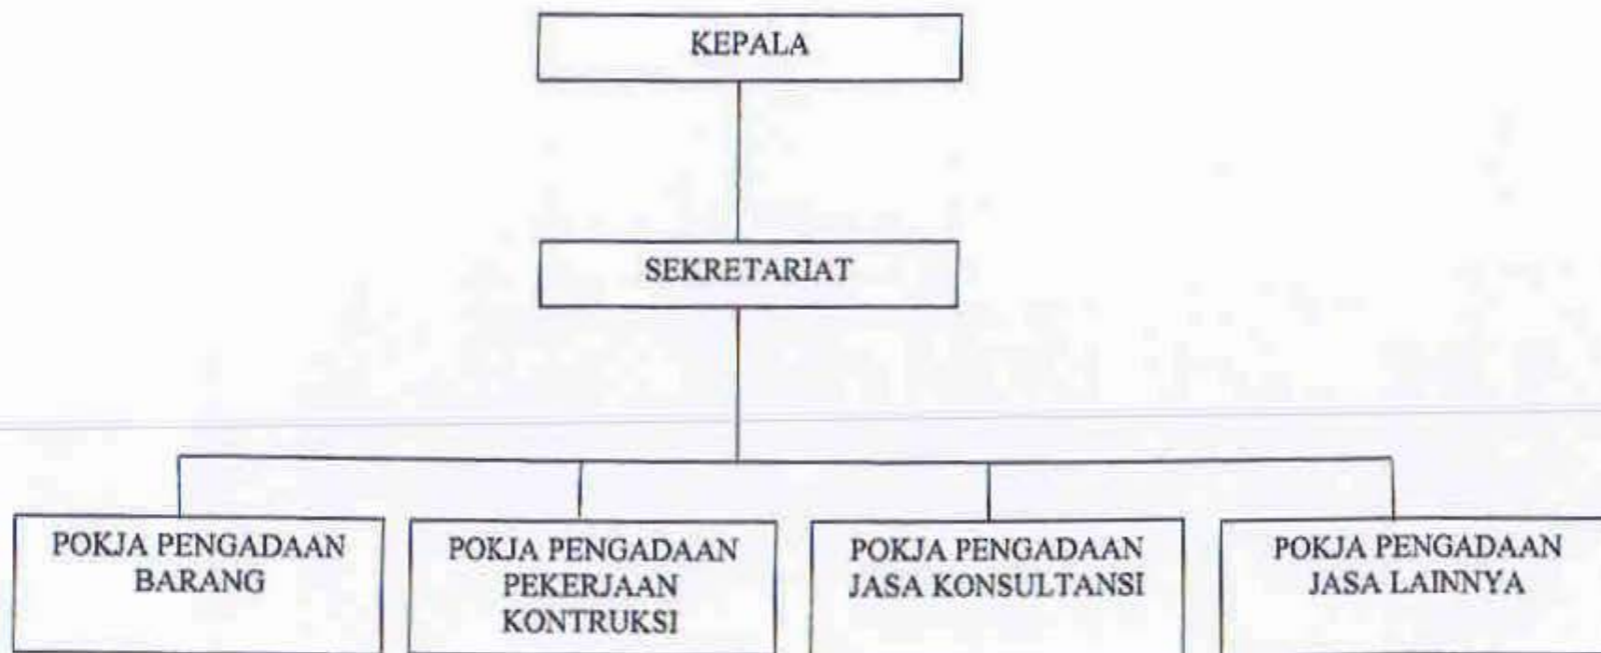 KEPALA
SEKRETARIAT
POKJA PENGADAAN
BARANG
POKJA PENGADAAN
PEKERJAAN
KONTRUKSI
POKJA PENGADAAN
JASA KONSULTANSI
POKJA PENGADAAN
JASA LAINNYA